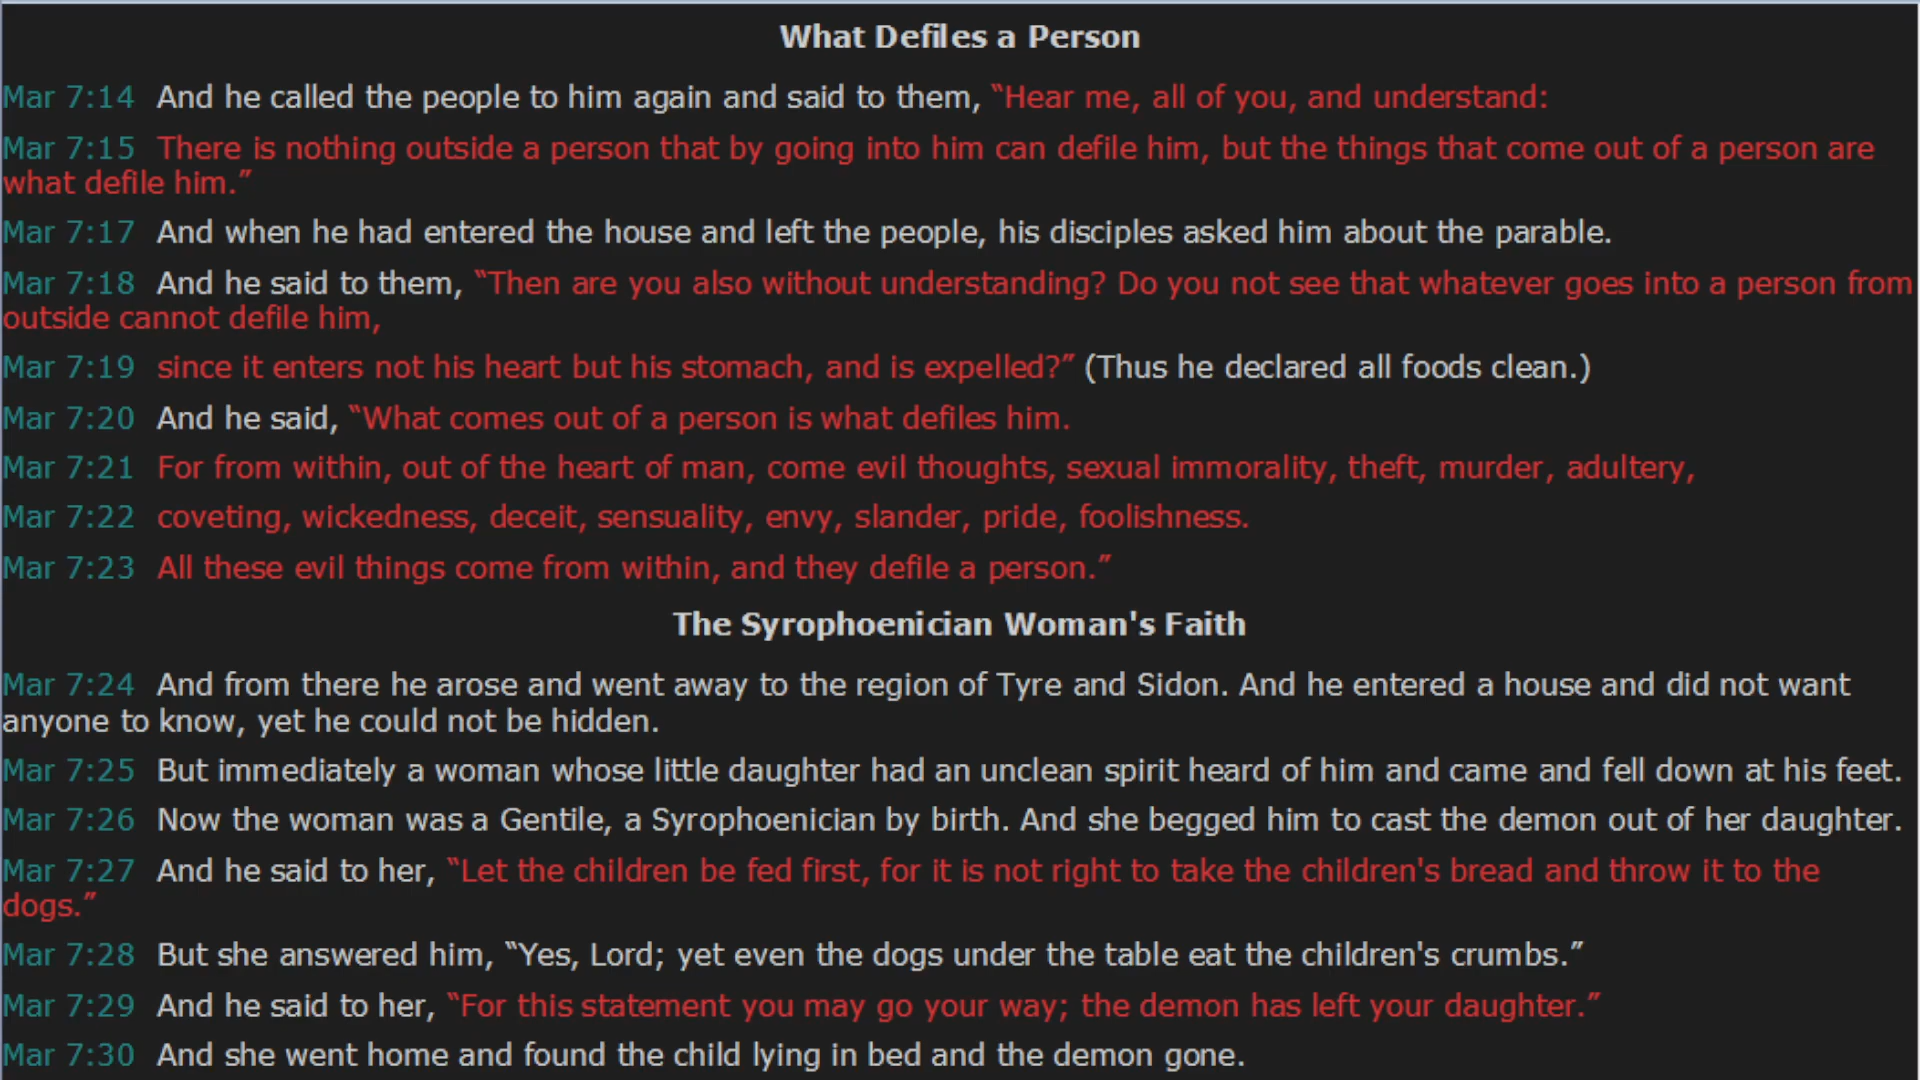 What Defiles a Person
Mar 7:14 And he called the people to him again and said to them, “Hear me, all of you, and understand:
Mar 7:15 There is nothing outside a person that by going into him can defile him, but the things that come out of a person are
what defile him.”
Mar 7:17 And when he had entered the house and left the people, his disciples asked him about the parable.
Mar 7:18 And he said to them, “Then are you also without understanding? Do you not see that whatever goes into a person from
outside cannot defile him,
Mar 7:19 since it enters not his heart but his stomach, and is expelled?” (Thus he declared all foods clean.)
Mar 7:20 And he said, “What comes out of a person is what defiles him.
Mar 7:21 For from within, out of the heart of man, come evil thoughts, sexual immorality, theft, murder, adultery,
Mar 7:22 coveting, wickedness, deceit, sensuality, envy, slander, pride, foolishness.
Mar 7:23 All these evil things come from within, and they defile a person.”
The Syrophoenician Woman's Faith
Mar 7:24 And from there he arose and went away to the region of Tyre and Sidon. And he entered a house and did not want
anyone to know, yet he could not be hidden.
Mar 7:25 But immediately a woman whose little daughter had an unclean spirit heard of him and came and fell down at his feet.
Mar 7:26 Now the woman was a Gentile, a Syrophoenician by birth. And she begged him to cast the demon out of her daughter.
Mar 7:27 And he said to her, “Let the children be fed first, for it is not right to take the children's bread and throw it to the
dogs.”
Mar 7:28 But she answered him, “Yes, Lord; yet even the dogs under the table eat the children's crumbs.”
Mar 7:29 And he said to her, “For this statement you may go your way; the demon has left your daughter.”
Mar 7:30 And she went home and found the child lying in bed and the demon gone.